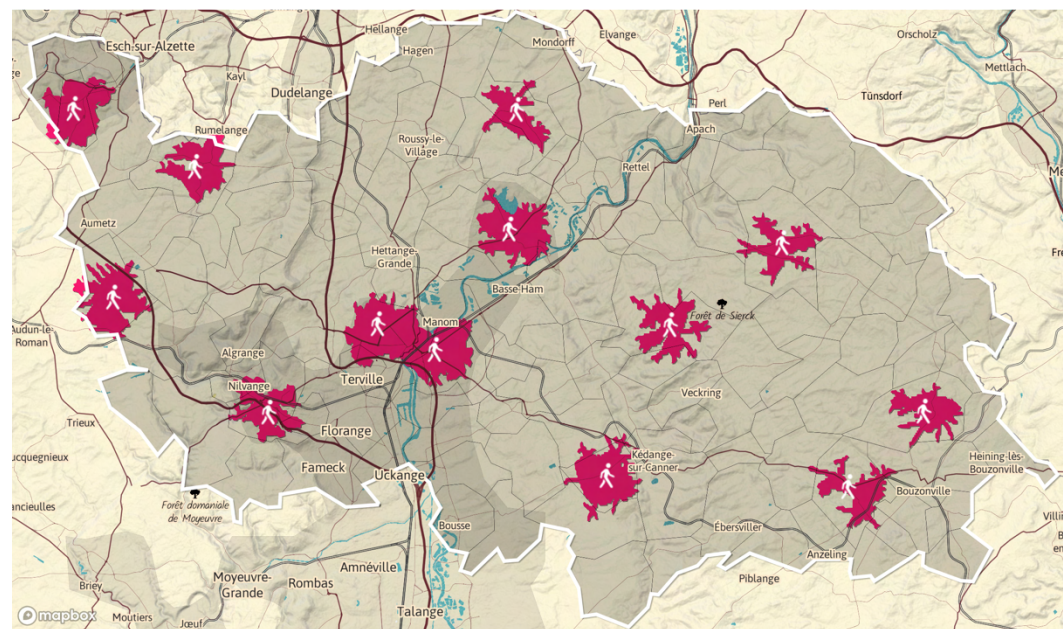 Esch-sur-Alzette
Hellange
Hagen
Mondorff
Elvange
Orscholz
Mettlach
Kayl
Dudelange
Tünsdorf
Perl
Apach
Rumelange
Roussy-le-
Village
Rettel
Aumetz
Hettange-
Grande
Basse-Ham
Forêt de Sierck
Manom
Audun-le-
Roman
Algrange
Terville
Nilvange
Veckring
Trieux
Florange
Kédange-
sur-Canner
Fameck
Uckange
Heining-lès-
Bouzonville
Bouzonville
Forêt domaniale
de Moyeuvre
Bousse
Ébersviller
Anzeling
Amnéville
Piblange
Moyeuvre-
Grande
Rombas
Briey
Talange
Moutiers
Jœuf
mapbox